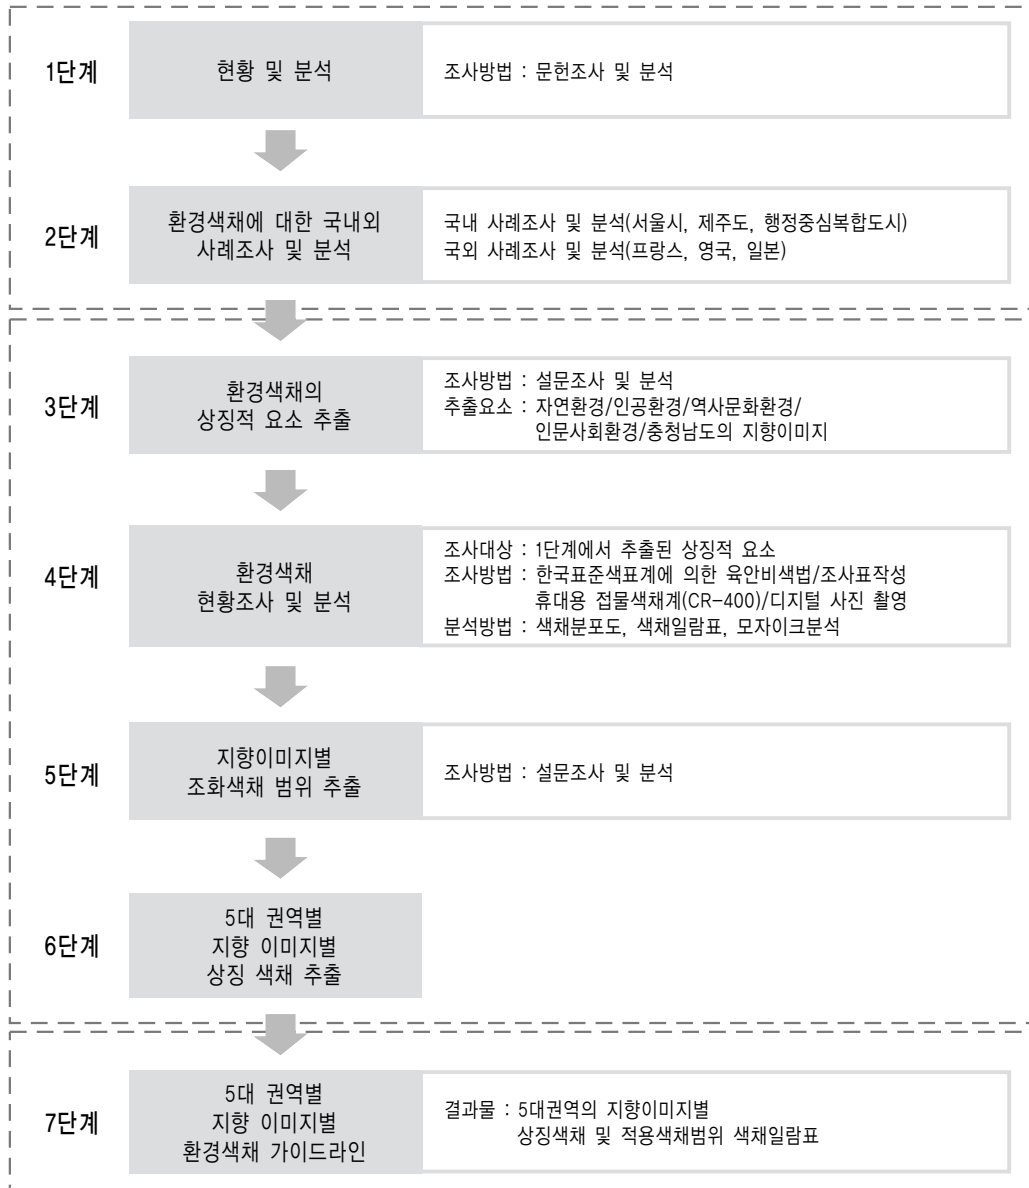 1단계
현황 및 분석
조사방법 : 문헌조사 및 분석
2단계
환경색채에 대한 국내외
사례조사 및 분석
국내 사례조사 및 분석(서울시, 제주도, 행정중심복합도시)
국외 사례조사 및 분석(프랑스, 영국, 일본)
3단계
환경색채의
상징적 요소 추출
조사방법 : 설문조사 및 분석
추출요소 : 자연환경/인공환경/역사문화환경/
인문사회환경/충청남도의 지향이미지
4단계
환경색채
현황조사 및 분석
조사대상 : 1단계에서 추출된 상징적 요소
조사방법 : 한국표준색표계에 의한 육안비색법/조사표작성
휴대용 접물색채계(CR-400)/디지털 사진 촬영
분석방법 : 색채분포도, 색채일람표, 모자이크분석
5단계
지향이미지별
조화색채 범위 추출
조사방법 : 설문조사 및 분석
6단계
5대 권역별
지향 이미지별
상징 색채 추출
7단계
5대 권역별
지향 이미지별
환경색채 가이드라인
결과물 : 5대권역의 지향이미지별
상징색채 및 적용색채범위 색채일람표